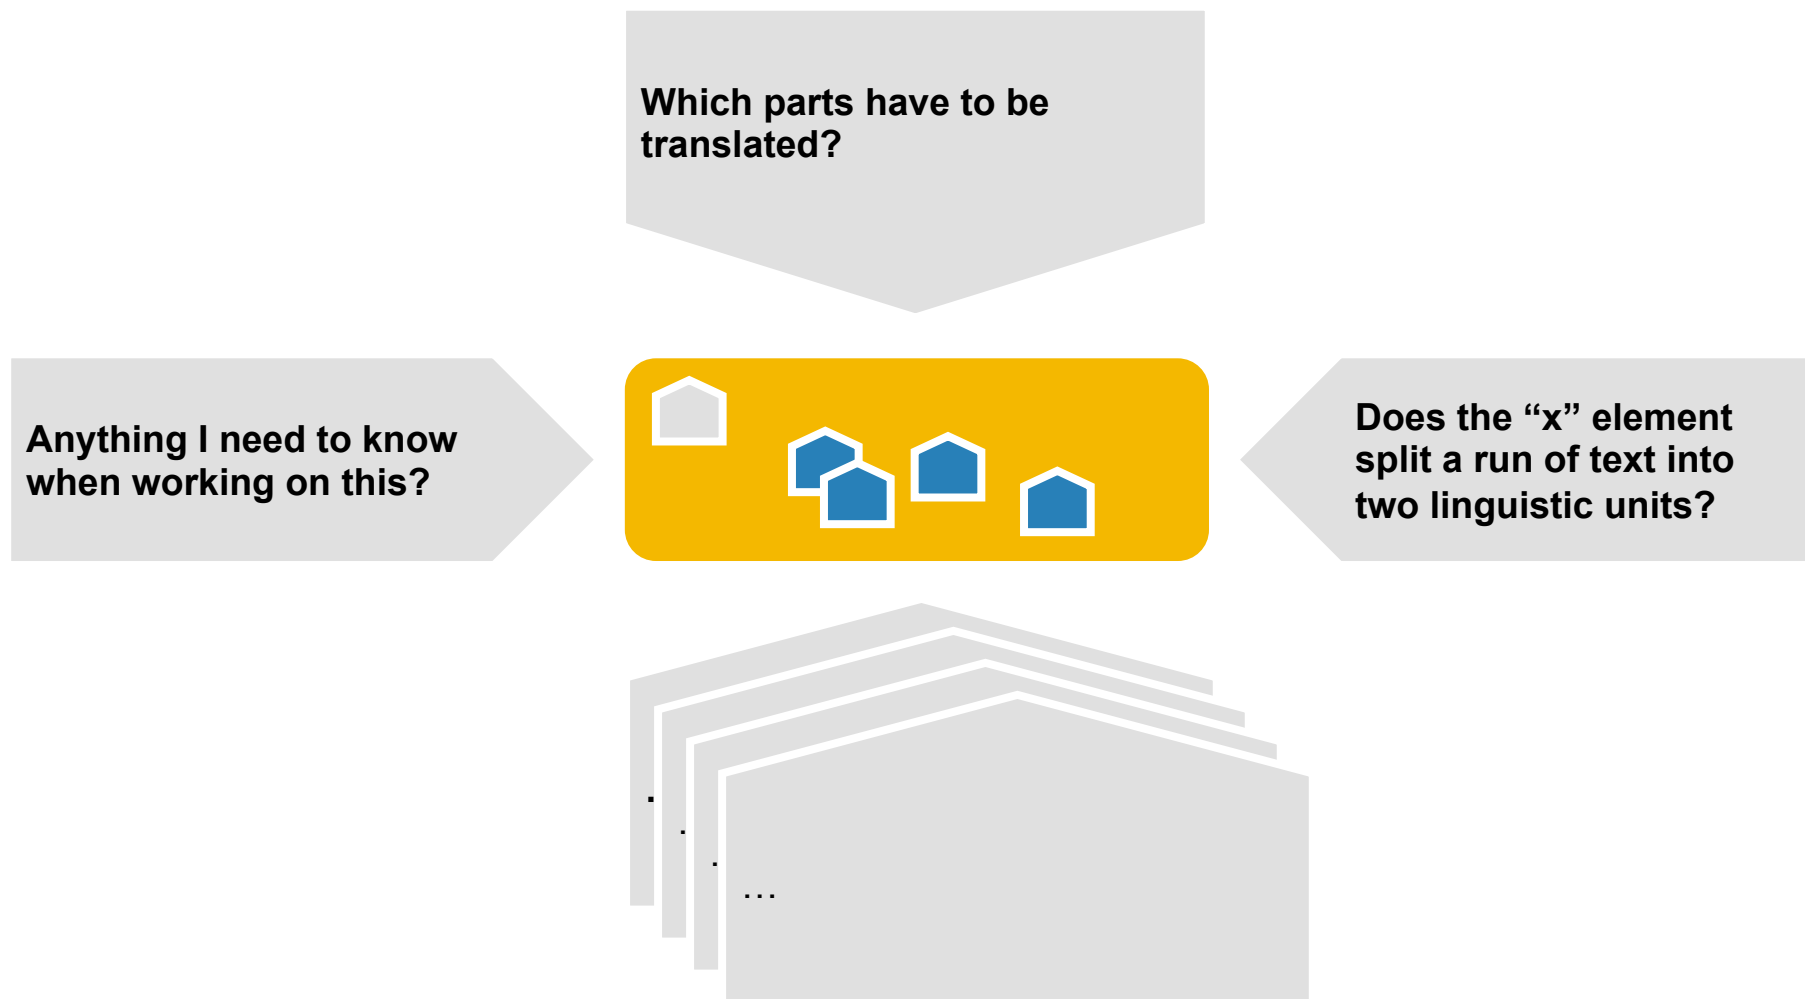 Which parts have to be
translated?
Anything I need to know
when working on this?
Does the “x” element
split a run of text into
two linguistic units?
.
.
.
...